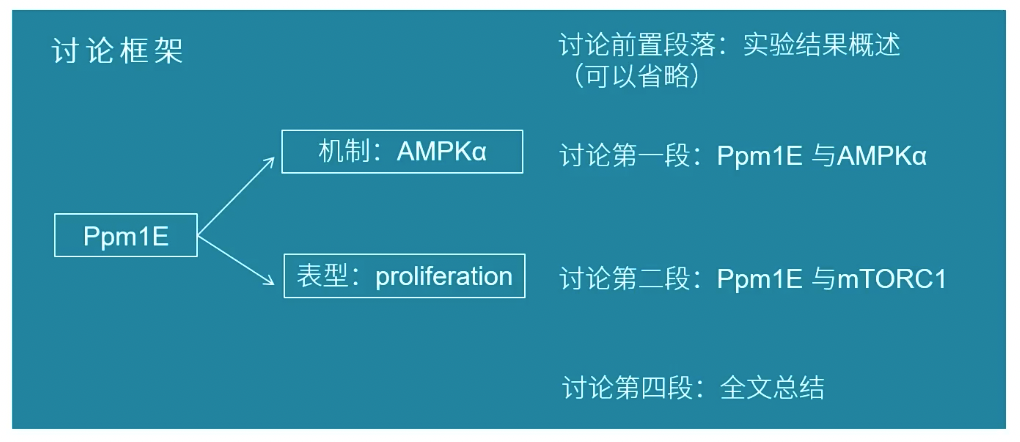 讨论框架
讨论前置段落：实验结果概述
（可以省略）
机制：AMPKα
讨论第一段：Ppm1E 与AMPKα
Ppm1E
表型：proliferation
讨论第二段：Ppm1E 与mTORC1
讨论第四段：全文总结